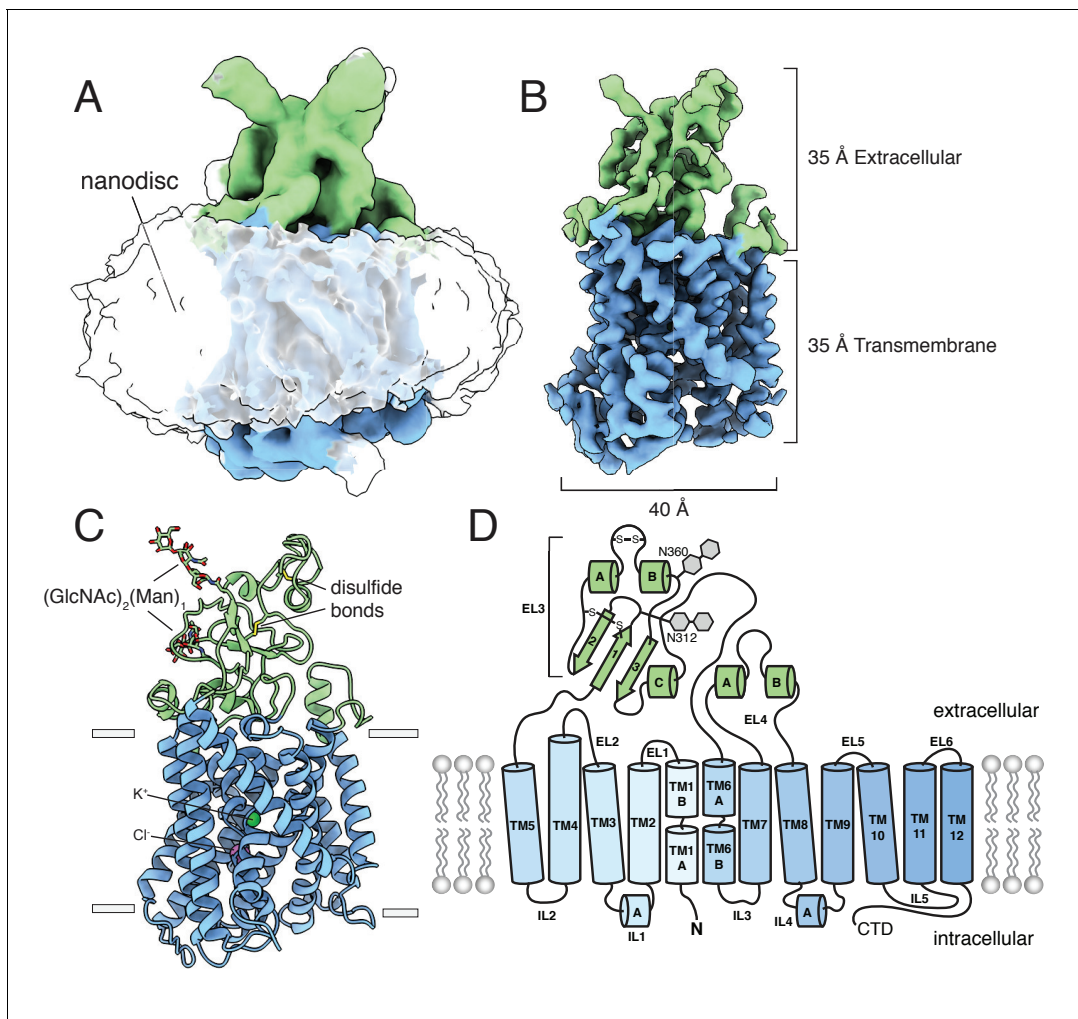 A
B
nanodisc
35 Å Extracellular
35 Å Transmembrane
40 Å
C
(GlcNAc)2(Man)1
disulfide
bonds
K+
Cl-
D
EL3
S-S
A
B
N360
S
S
N312
2
1
3
C
A
B
EL4
extracellular
EL2
EL1
EL5
EL6
TM5
TM4
TM3
TM2
TM1
B
TM1
A
TM6
A
TM6
B
TM7
TM8
TM9
TM
10
TM
11
TM
12
IL2
A
IL1
N
IL3
IL4
A
IL5
CTD
intracellular